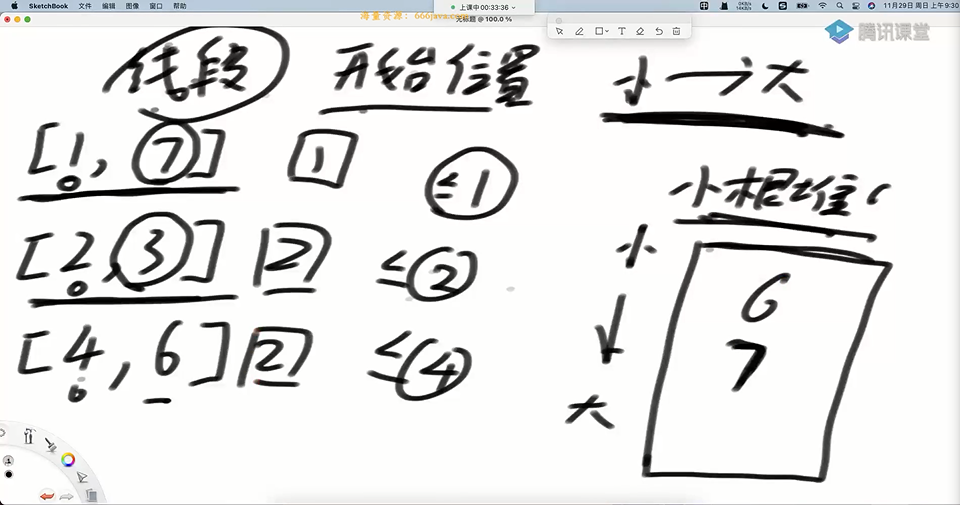 SketchBook 文件 编辑 图像 窗口 帮助
上课中 00:33:36
0KB/s
14KB/s
11月29日 周日 上午9:30
海量资源：666java.c
无标题 @ 100.0 %
腾讯课堂
线段 开始位置 小→大
[1, 7] 1 ≤1
小根堆(
[2, 3] 2 ≤2
小
6
[4, 6] 2 ≤4
7
大